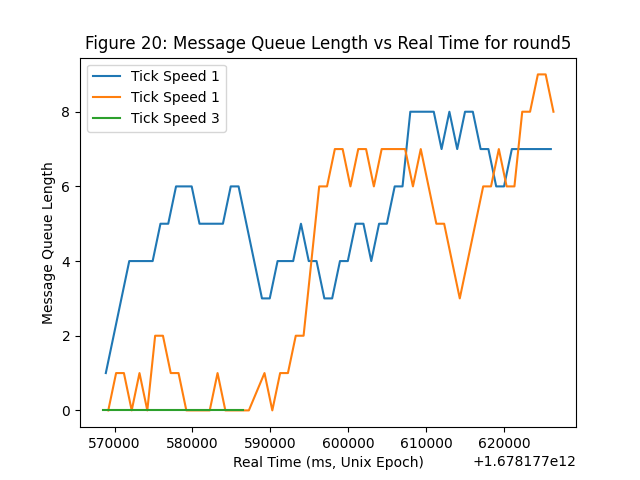 Figure 20: Message Queue Length vs Real Time for round5
Tick Speed 1
Tick Speed 1
Tick Speed 3
Message Queue Length
8
6
4
2
0
570000 580000 590000 600000 610000 620000
Real Time (ms, Unix Epoch)
+1.678177e12